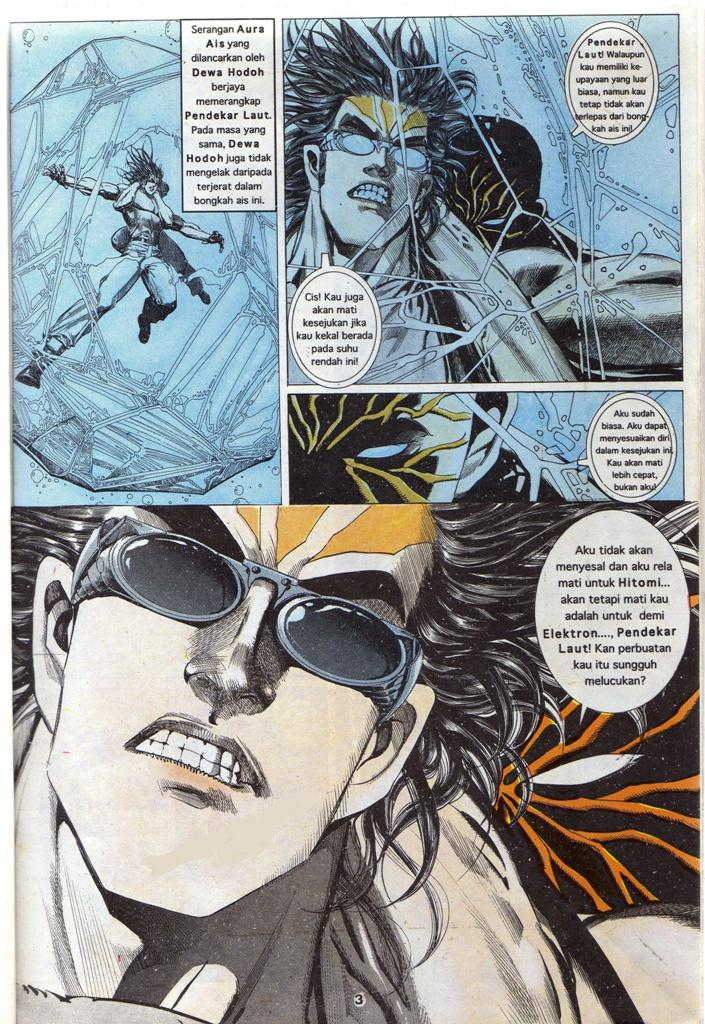 Serangan Aura
Ais yang
dilancarkan oleh
Dewa Hodoh
berjaya
memerangkap
Pendekar Laut.
Pada masa yang
sama, Dewa
Hodoh juga tidak
mengelak daripada
terjerat dalam
bongkah ais ini.
Pendekar
Laut! Walaupun
kau memiliki ke-
upayaan yang luar
biasa, namun kau
tetap tidak akan
terlepas dari bong-
kah ais ini!
Cis! Kau juga
akan mati
kesejukan jika
kau kekal berada
pada suhu
rendah ini!
Aku sudah
biasa. Aku dapat
menyesuaikan diri
dalam kesejukan ini.
Kau akan mati
lebih cepat,
bukan aku!
Aku tidak akan
menyesal dan aku rela
mati untuk Hitomi...
akan tetapi mati kau
adalah untuk demi
Elektron...., Pendekar
Laut! Kan perbuatan
kau itu sungguh
melucukan?
3